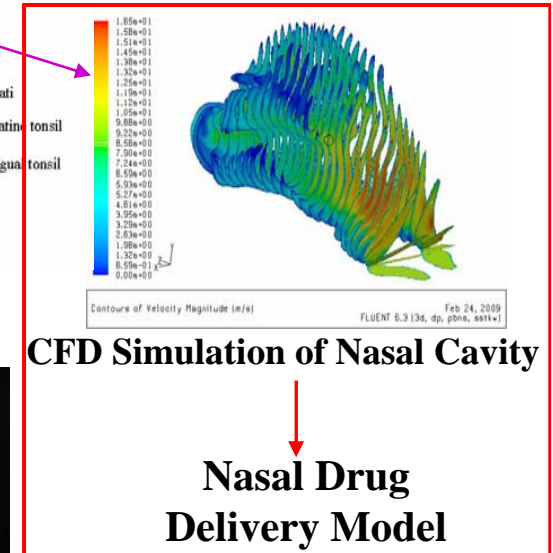 1.85e+01
1.58e+01
1.51e+01
1.45e+01
1.38e+01
1.32e+01
1.25e+01
1.19e+01
1.12e+01
1.05e+01
9.88e+00
9.22e+00
8.56e+00
7.90e+00
7.24e+00
6.59e+00
5.93e+00
5.27e+00
4.61e+00
3.95e+00
3.29e+00
2.63e+00
1.98e+00
1.32e+00
6.59e-01
0.00e+00
ati
atine tonsil
gual tonsil
Y
Z
X
Contours of Velocity Magnitude (m/s)
Feb 24, 2009
FLUENT 6.3 (3d, dp, pbns, sstkw)
CFD Simulation of Nasal Cavity
Nasal Drug
Delivery Model